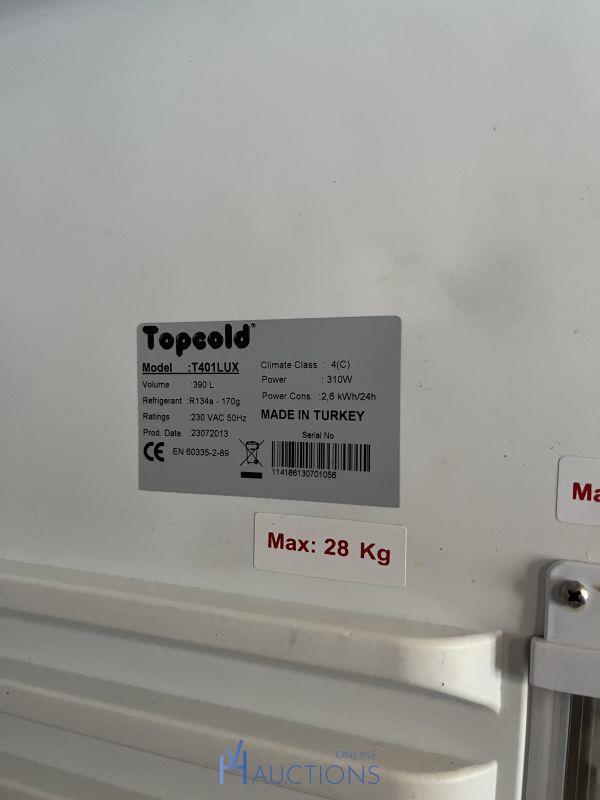 Topcold®
Model :T401LUX
Volume :390 L
Refrigerant :R134a - 170g
Ratings :230 VAC 50Hz
Prod. Date :23072013
CE EN 60335-2-89
Climate Class : 4(C)
Power : 310W
Power Cons. :2,6 kWh/24h
MADE IN TURKEY
Serial No
114186130701056
Max: 28 Kg
Ma
ONLINE
AUCTIONS